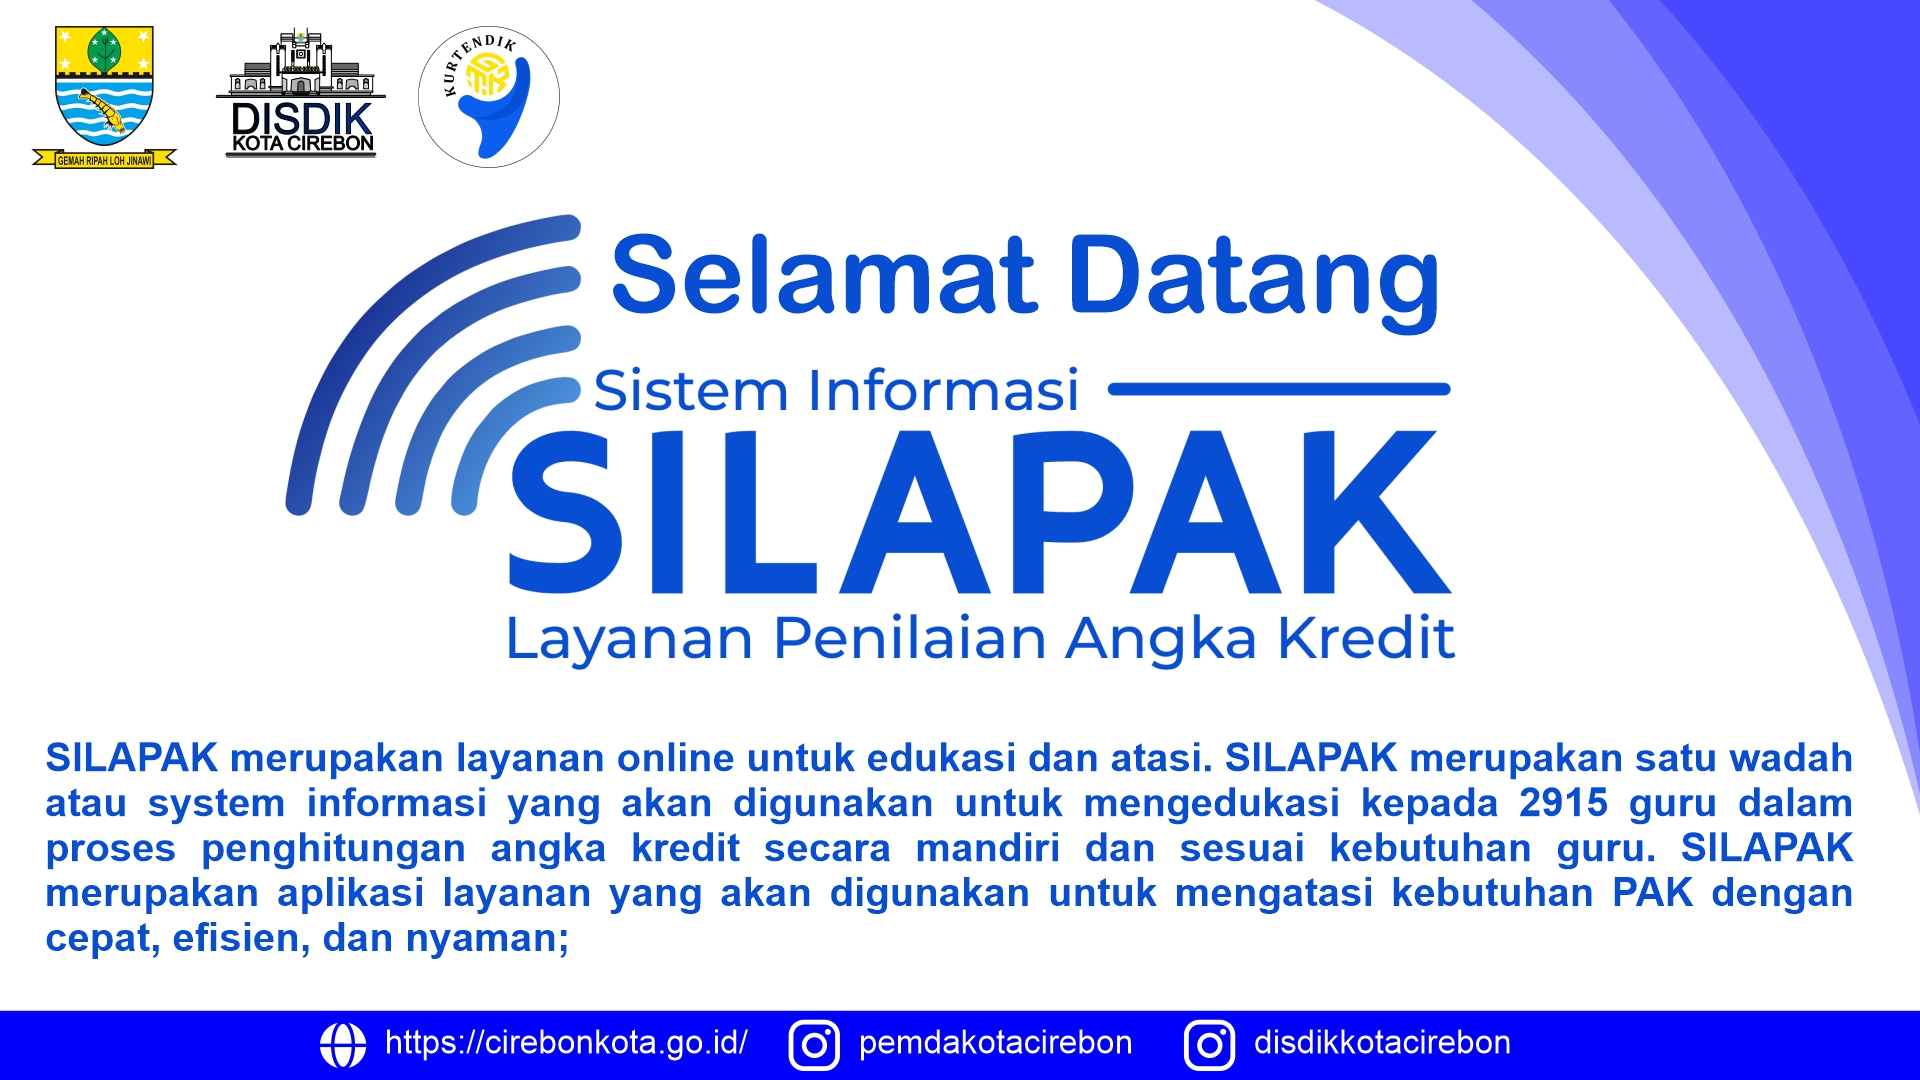 GEMAH RIPAH LOH JINAWI
DISDIK
KOTA CIREBON
KURTENDIK
GTK
Selamat Datang
Sistem Informasi
SILAPAK
Layanan Penilaian Angka Kredit
SILAPAK merupakan layanan online untuk edukasi dan atasi. SILAPAK merupakan satu wadah
atau system informasi yang akan digunakan untuk mengedukasi kepada 2915 guru dalam
proses penghitungan angka kredit secara mandiri dan sesuai kebutuhan guru. SILAPAK
merupakan aplikasi layanan yang akan digunakan untuk mengatasi kebutuhan PAK dengan
cepat, efisien, dan nyaman;
https://cirebonkota.go.id/ pemdakotacirebon disdikkotacirebon